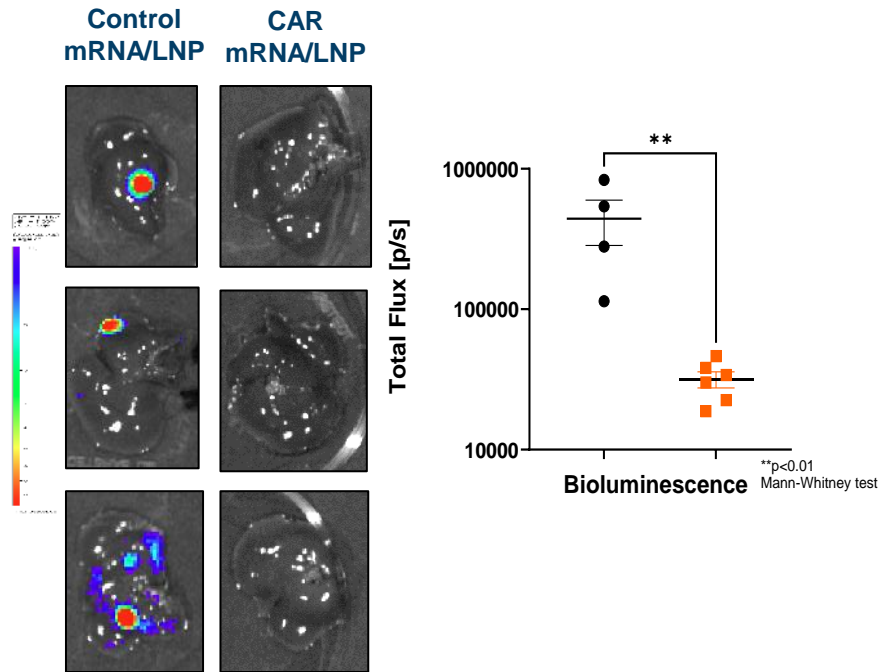 Control
mRNA/LNP
CAR
mRNA/LNP
Total Flux [p/s]
1000000
100000
10000
**
Bioluminescence
**p<0.01
Mann-Whitney test